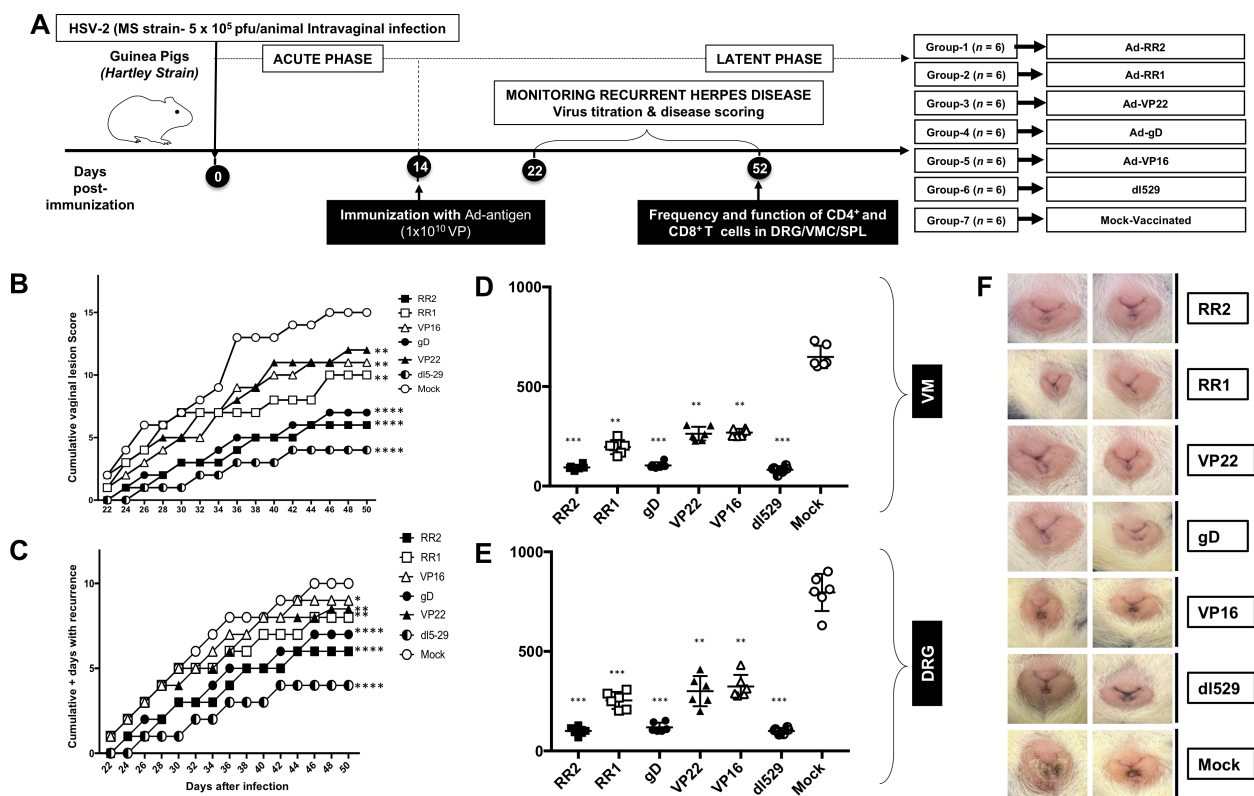 A
HSV-2 (MS strain- 5 x 10⁵ pfu/animal Intravaginal infection
Guinea Pigs
(Hartley Strain)
ACUTE PHASE
LATENT PHASE
MONITORING RECURRENT HERPES DISEASE
Virus titration & disease scoring
Days
post-
immunization
0
14
22
52
Immunization with Ad-antigen
(1x10¹⁰ VP)
Frequency and function of CD4⁺ and
CD8⁺ T cells in DRG/VMC/SPL
Group-1 (n = 6) Ad-RR2
Group-2 (n = 6) Ad-RR1
Group-3 (n = 6) Ad-VP22
Group-4 (n = 6) Ad-gD
Group-5 (n = 6) Ad-VP16
Group-6 (n = 6) dl529
Group-7 (n = 6) Mock-Vaccinated
B
Cumulative vaginal lesion Score
15
10
5
0
22 24 26 28 30 32 34 36 38 40 42 44 46 48 50
RR2
RR1
VP16
gD
VP22
dl5-29
Mock
**
**
**
****
****
****
C
Cumulative + days with recurrence
10
5
0
22 24 26 28 30 32 34 36 38 40 42 44 46 48 50
Days after infection
RR2
RR1
VP16
gD
VP22
dl5-29
Mock
*
**
**
****
****
****
D
1000
500
0
*** ** *** ** ** ***
RR2 RR1 gD VP22 VP16 dl529 Mock
VM
E
1000
500
0
*** *** *** ** ** ***
RR2 RR1 gD VP22 VP16 dl529 Mock
DRG
F
RR2
RR1
VP22
gD
VP16
dl529
Mock